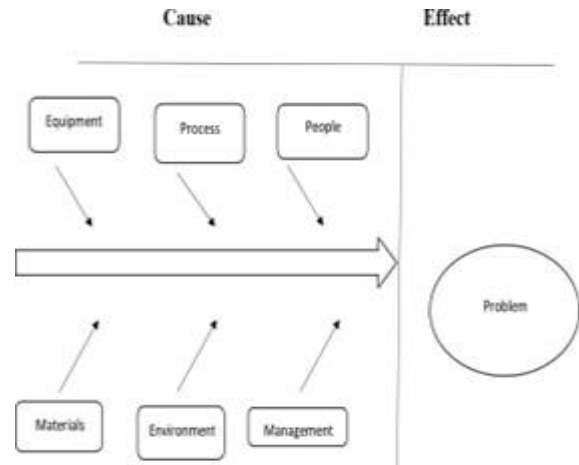 Cause
Effect
Equipment
Process
People
Problem
Materials
Environment
Management